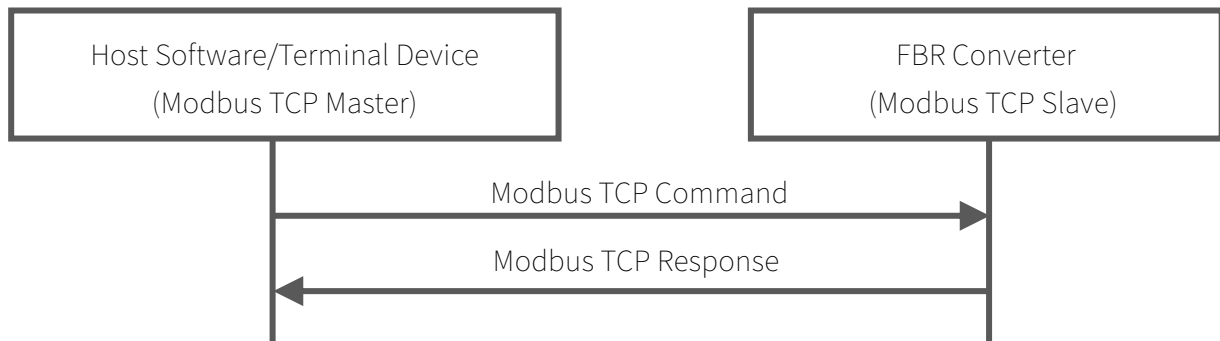 Host Software/Terminal Device
(Modbus TCP Master)
FBR Converter
(Modbus TCP Slave)
Modbus TCP Command
Modbus TCP Response